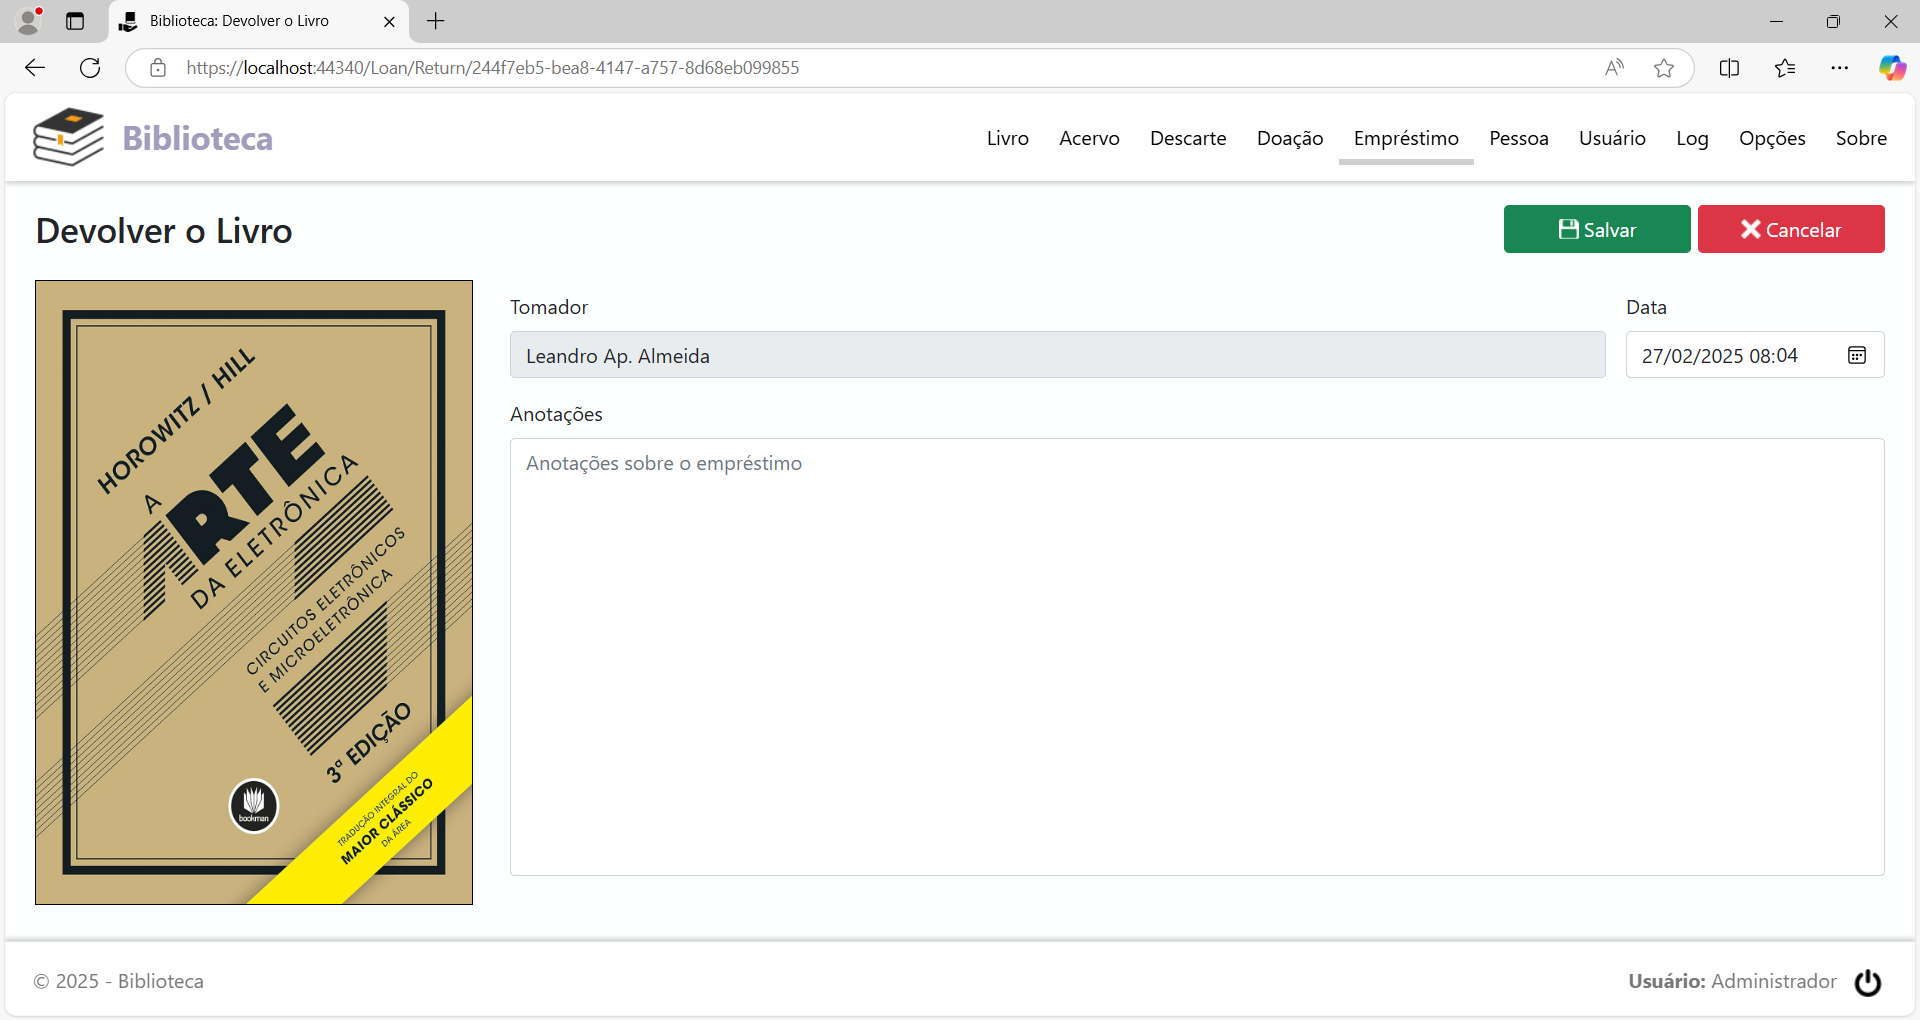 Biblioteca: Devolver o Livro
https://localhost:44340/Loan/Return/244f7eb5-bea8-4147-a757-8d68eb099855
Biblioteca
Livro Acervo Descarte Doação Empréstimo Pessoa Usuário Log Opções Sobre
Devolver o Livro
Salvar
Cancelar
HOROWITZ / HILL
A ARTE
DA ELETRÔNICA
CIRCUITOS ELETRÔNICOS
E MICROELETRÔNICA
3ª EDIÇÃO
bookman
TRADUÇÃO INTEGRAL DO
MAIOR CLÁSSICO
DA ÁREA
Tomador
Data
Leandro Ap. Almeida
27/02/2025 08:04
Anotações
Anotações sobre o empréstimo
© 2025 - Biblioteca
Usuário: Administrador